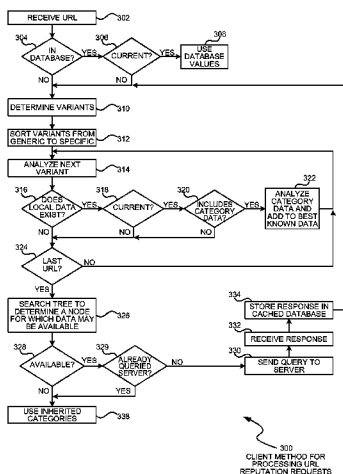 RECEIVE URL
302
304
IN
DATABASE?
YES
306
CURRENT?
YES
308
USE
DATABASE
VALUES
NO
NO
DETERMINE VARIANTS
310
SORT VARIANTS FROM
GENERIC TO SPECIFIC
312
ANALYZE NEXT
VARIANT
314
316
DOES
LOCAL DATA
EXIST?
YES
318
CURRENT?
YES
320
INCLUDES
CATEGORY
DATA?
YES
322
ANALYZE
CATEGORY
DATA AND
ADD TO BEST
KNOWN DATA
NO
NO
NO
324
LAST
URL?
NO
YES
SEARCH TREE TO
DETERMINE A NODE
FOR WHICH DATA MAY
BE AVAILABLE
326
334
STORE RESPONSE IN
CACHED DATABASE
332
RECEIVE RESPONSE
330
SEND QUERY TO
SERVER
328
AVAILABLE?
YES
329
ALREADY
QUERIED
SERVER?
NO
NO
YES
USE INHERITED
CATEGORIES
336
300
CLIENT METHOD FOR
PROCESSING URL
REPUTATION REQUESTS